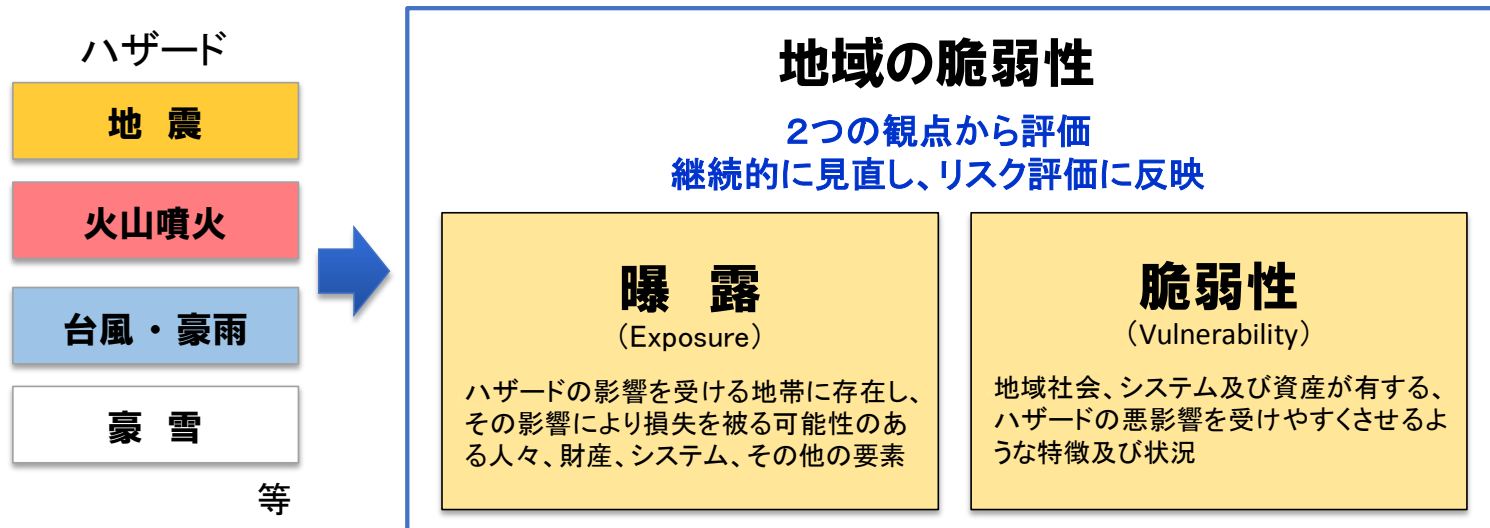 ハザード
地 震
火山噴火
台風・豪雨
豪 雪
等
地域の脆弱性
２つの観点から評価
継続的に見直し、リスク評価に反映
曝 露
（Exposure）
ハザードの影響を受ける地帯に存在し、
その影響により損失を被る可能性のあ
る人々、財産、システム、その他の要素
脆弱性
（Vulnerability）
地域社会、システム及び資産が有する、
ハザードの悪影響を受けやすくさせるよ
うな特徴及び状況